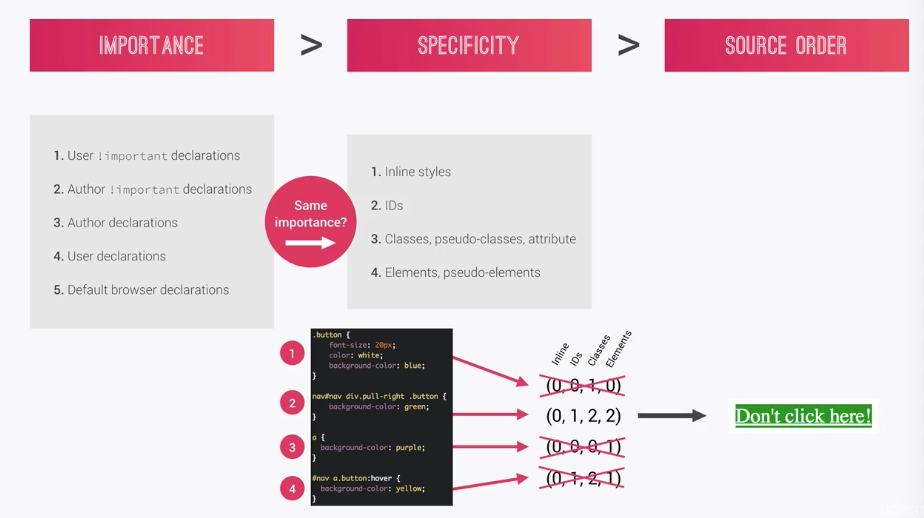 IMPORTANCE
>
SPECIFICITY
>
SOURCE ORDER
1. User !important declarations
2. Author !important declarations
3. Author declarations
4. User declarations
5. Default browser declarations
Same
importance?
1. Inline styles
2. IDs
3. Classes, pseudo-classes, attribute
4. Elements, pseudo-elements
1
.button {
font-size: 20px;
color: white;
background-color: blue;
}
2
nav#nav div.pull-right .button {
background-color: green;
}
3
a {
background-color: purple;
}
4
#nav a.button:hover {
background-color: yellow;
}
Inline
IDs
Classes
Elements
(0, 0, 1, 0)
(0, 1, 2, 2)
(0, 0, 0, 1)
(0, 1, 2, 1)
Don't click here!